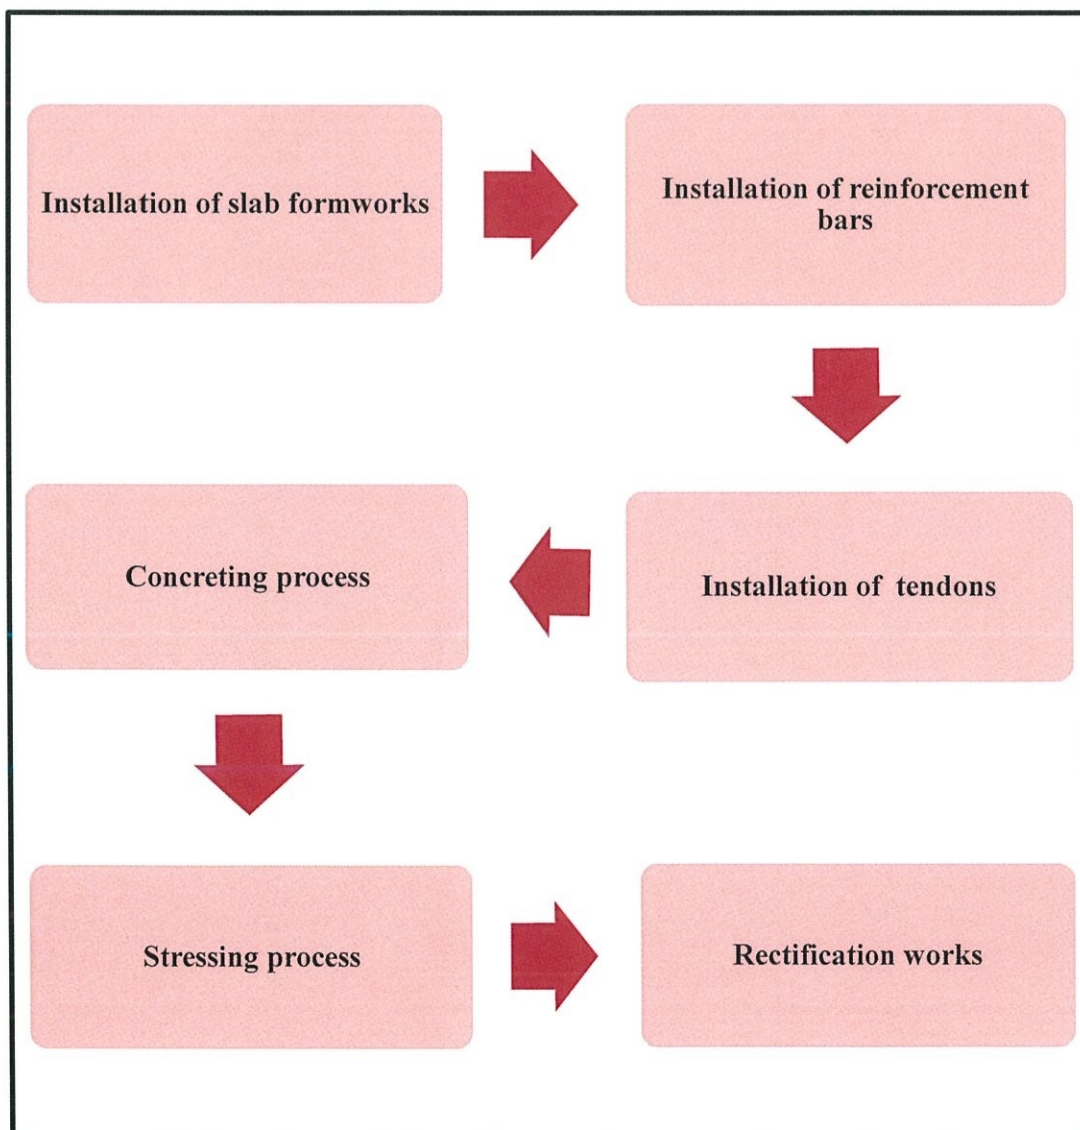 Installation of slab formworks
Installation of reinforcement
bars
Installation of tendons
Concreting process
Stressing process
Rectification works